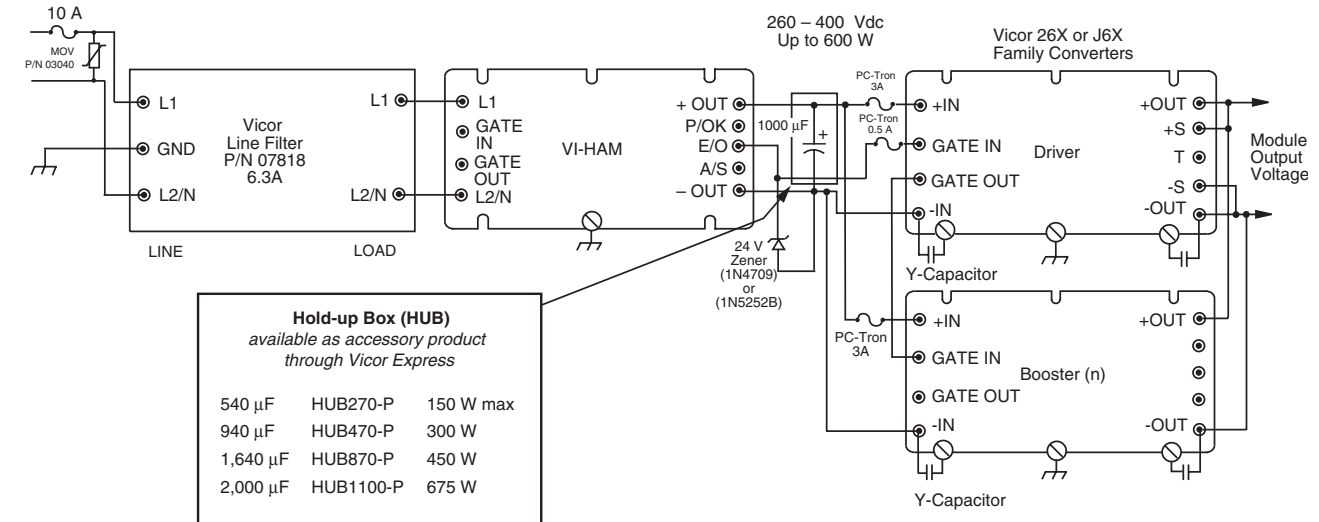 10 A
MOV
P/N 03040
L1
GND
L2/N
Vicor
Line Filter
P/N 07818
6.3A
L1
L2/N
LINE
LOAD
L1
GATE
IN
GATE
OUT
L2/N
VI-HAM
+ OUT
P/OK
E/O
A/S
– OUT
260 – 400 Vdc
Up to 600 W
1000 µF
+
24 V
Zener
(1N4709)
or
(1N5252B)
PC-Tron
3A
PC-Tron
0.5 A
Vicor 26X or J6X
Family Converters
+IN
GATE IN
GATE OUT
-IN
Driver
+OUT
+S
T
-S
-OUT
Module
Output
Voltage
Y-Capacitor
PC-Tron
3A
+IN
GATE IN
GATE OUT
-IN
Booster (n)
+OUT
-OUT
Y-Capacitor
Hold-up Box (HUB)
available as accessory product
through Vicor Express
540 µF HUB270-P 150 W max
940 µF HUB470-P 300 W
1,640 µF HUB870-P 450 W
2,000 µF HUB1100-P 675 W